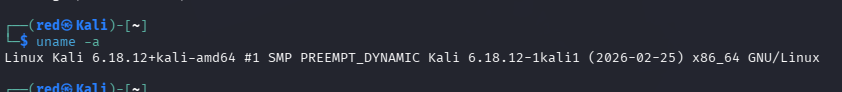 ┌──(red㉿Kali)-[~]
└─$ uname -a
Linux Kali 6.18.12+kali-amd64 #1 SMP PREEMPT_DYNAMIC Kali 6.18.12-1kali1 (2026-02-25) x86_64 GNU/Linux
┌──(red㉿Kali)-[~]